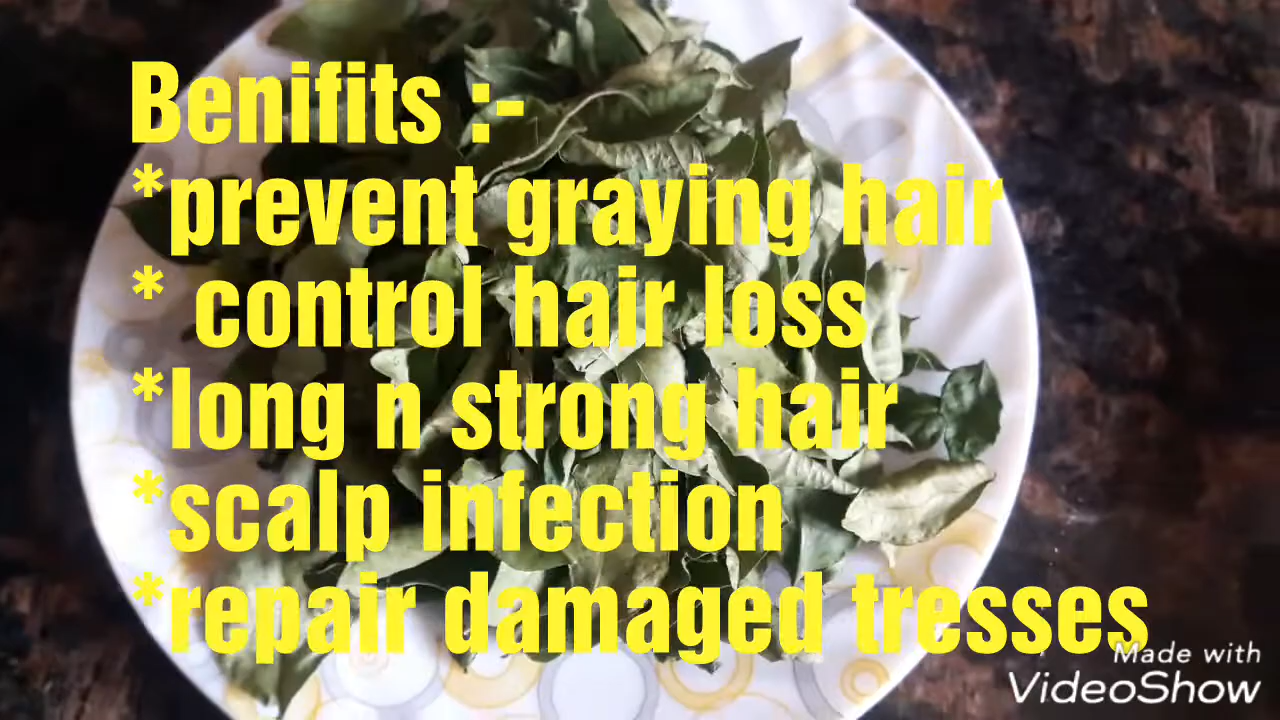 Benifits :-
*prevent graying hair
* control hair loss
*long n strong hair
*scalp infection
*repair damaged tresses
Made with
VideoShow